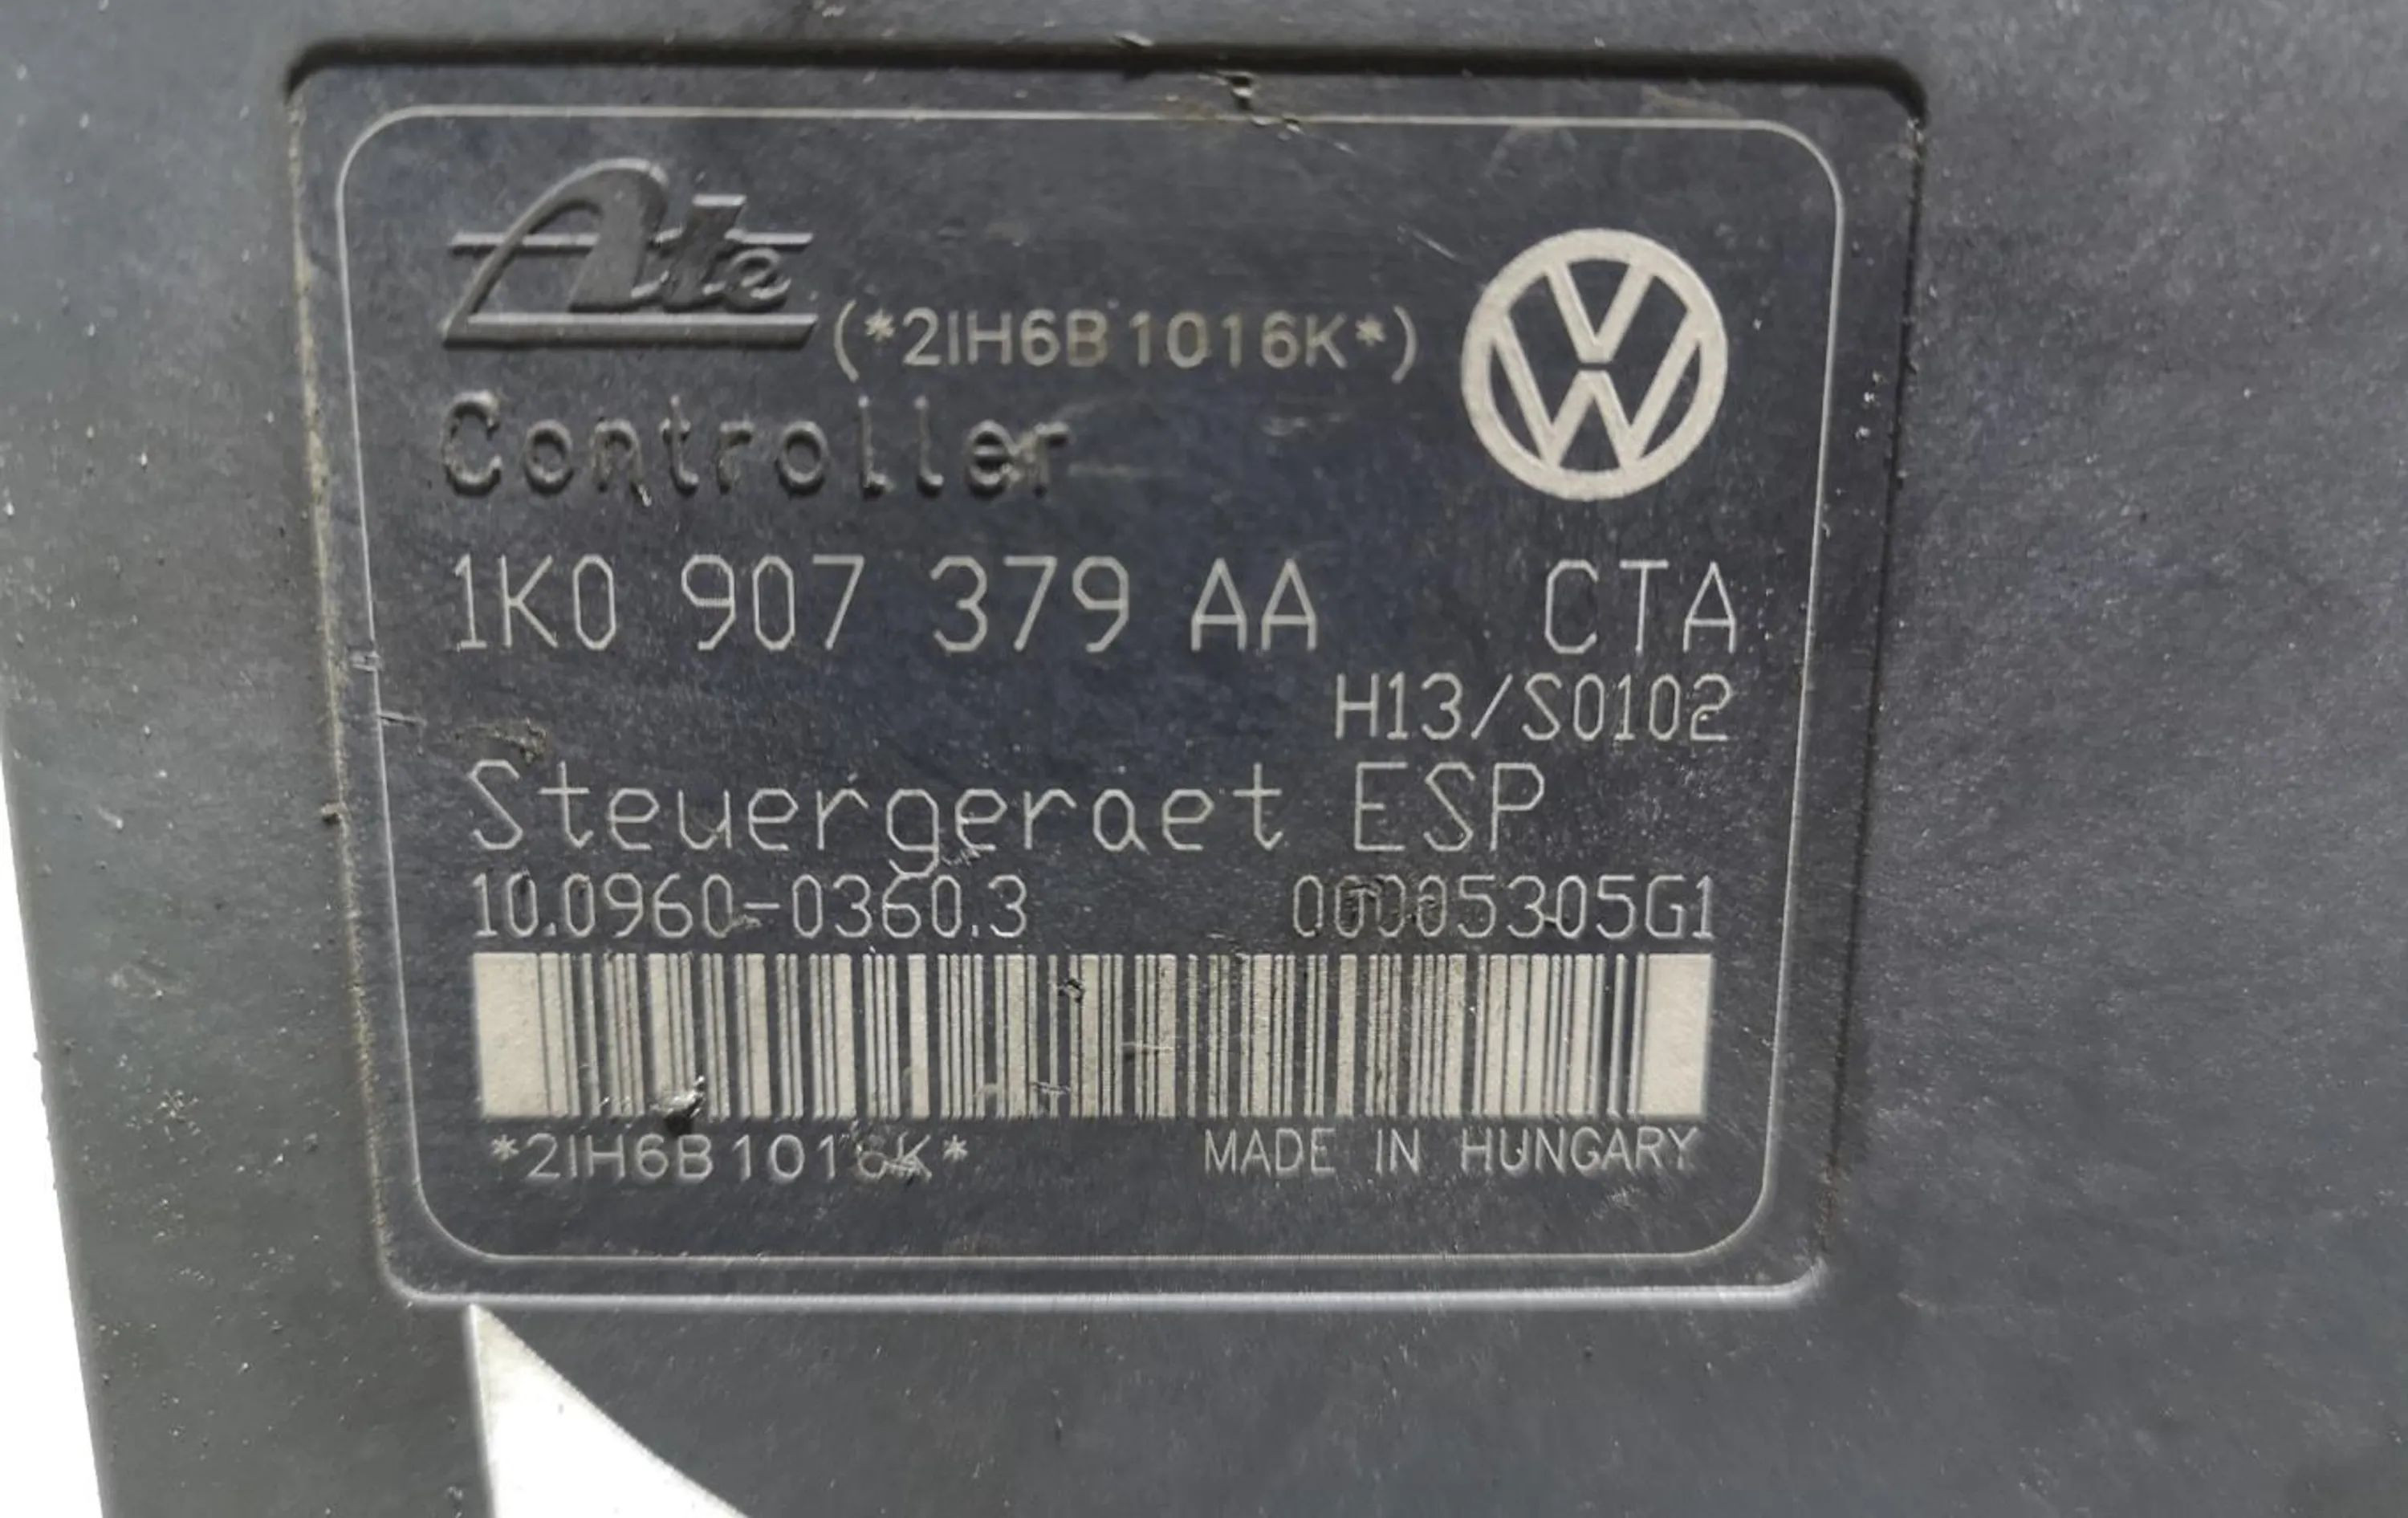 Ate
(*2IH6B1016K*)
Controller
1K0 907 379 AA CTA
H13/S0102
Steuergeraet ESP
10.0960-0360.3 00005305G1
*2IH6B1016K* MADE IN HUNGARY